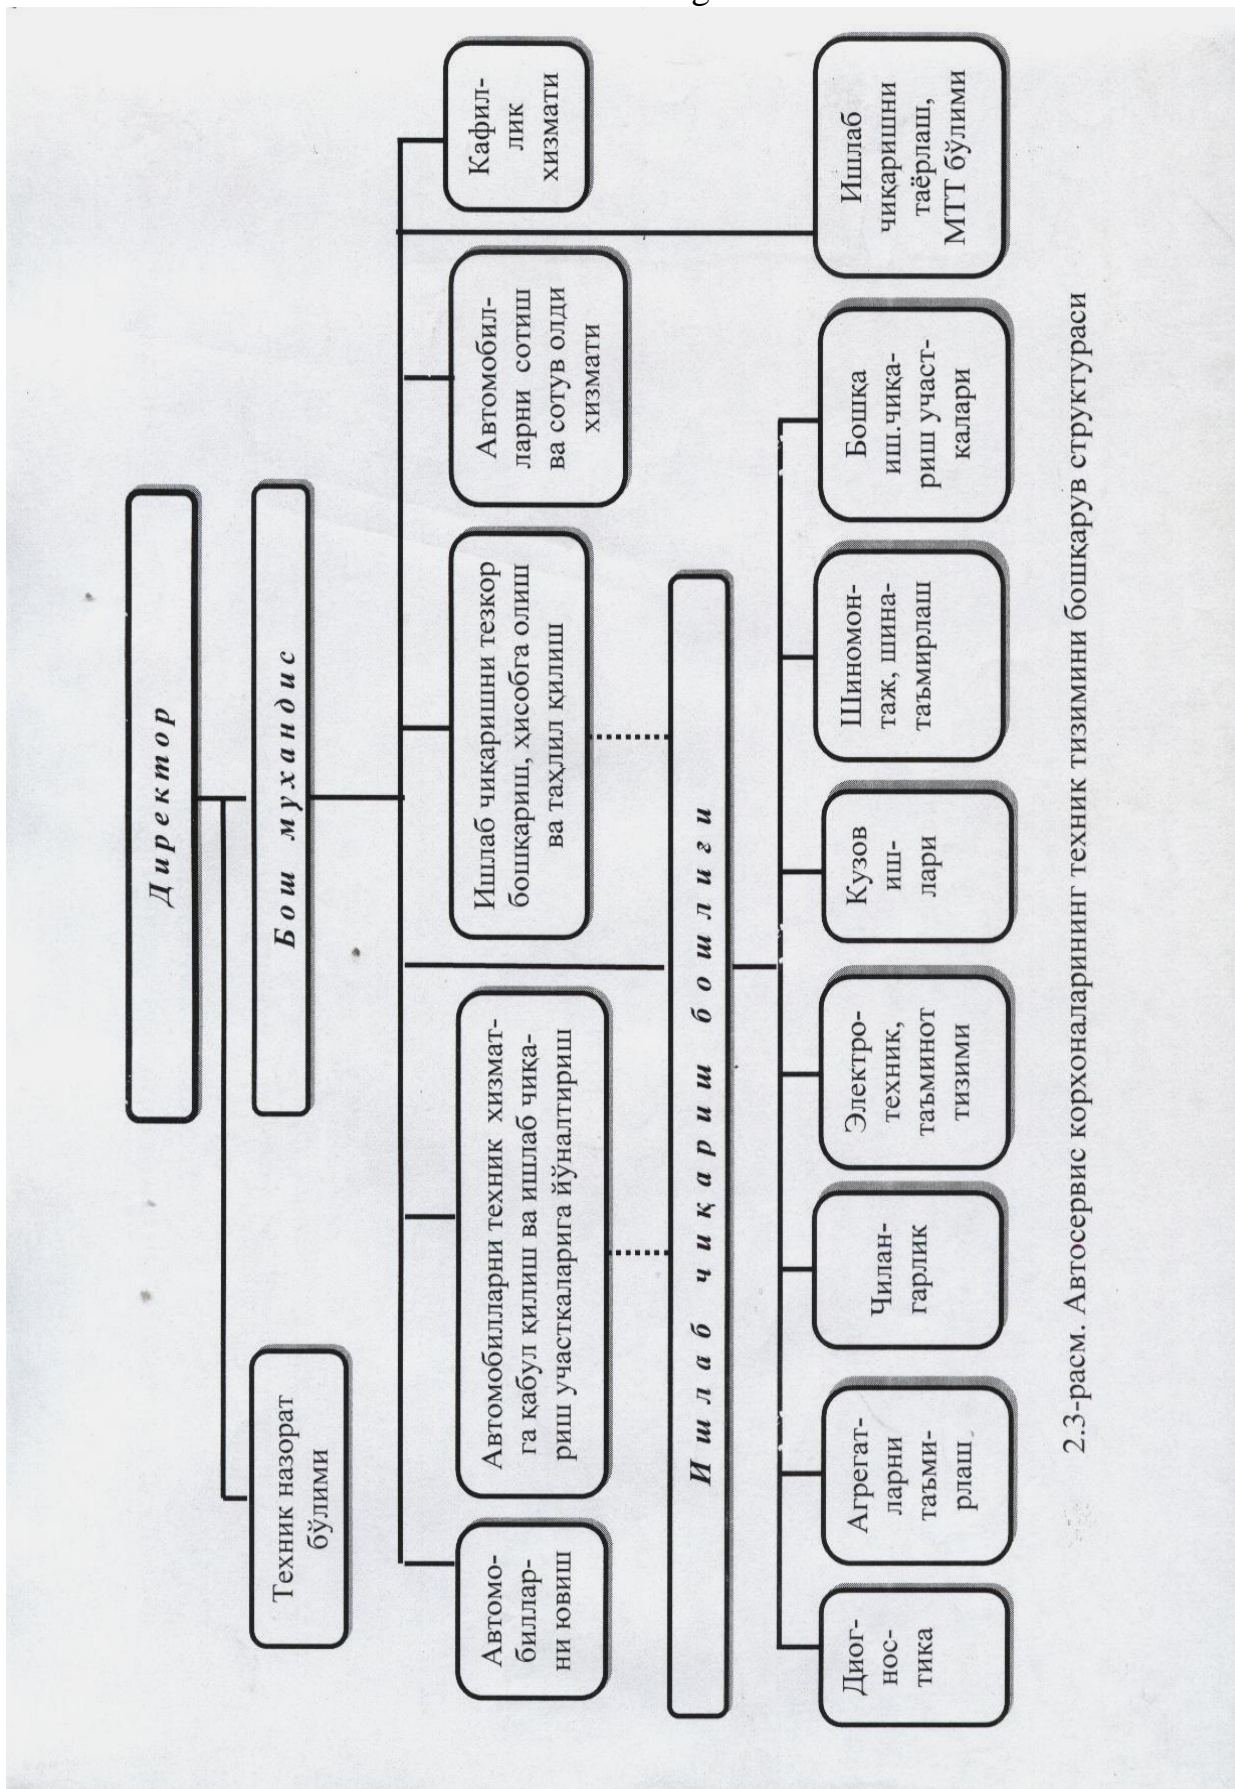 g
Директор
Техник назорат
бўлими
Бош мухандис
Автомо-
биллар-
ни ювиш
Автомобилларни техник хизмат-
га қабул қилиш ва ишлаб чиқа-
риш участкаларига йўналтириш
Ишлаб чиқаришни тезкор
бошқариш, ҳисобга олиш
ва таҳлил қилиш
Автомобил-
ларни сотиш
ва сотув олди
хизмати
Кафил-
лик
хизмати
Ишлаб чиқариш бошлиги
Диог-
нос-
тика
Агрегат-
ларни
таъми-
рлаш
Чилан-
гарлик
Электро-
техник,
таъминот
тизими
Кузов
иш-
лари
Шиномон-
таж, шина-
таъмирлаш
Бошқа
иш.чиқа-
риш участ-
калари
Ишлаб
чиқаришни
таёрлаш,
МТТ бўлими
2.3-расм. Автосервис корхоналарининг техник тизимини бошқарув структураси